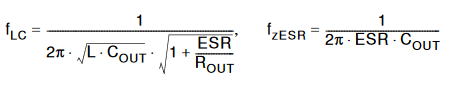 f_LC = 1 / (2π · √(L · C_OUT) · √(1 + ESR / R_OUT)),    f_zESR = 1 / (2π · ESR · C_OUT)